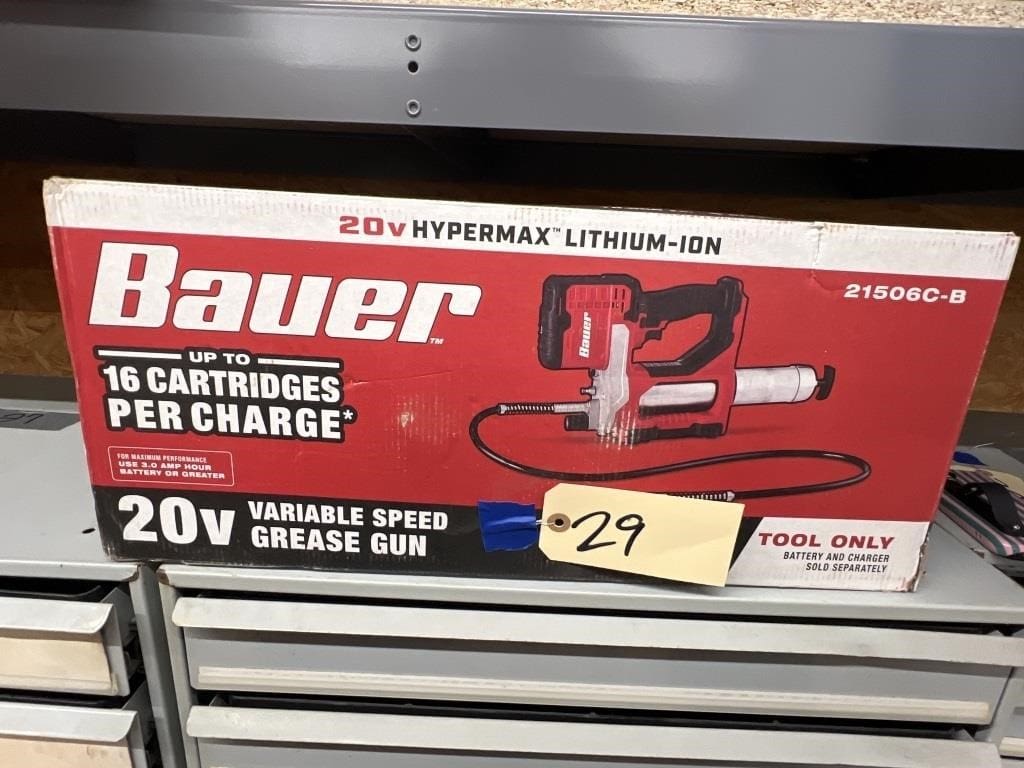 20v HYPERMAX™ LITHIUM-ION
Bauer™
21506C-B
Bauer
UP TO
16 CARTRIDGES
PER CHARGE*
FOR MAXIMUM PERFORMANCE
USE 3.0 AMP HOUR
BATTERY OR GREATER
20v VARIABLE SPEED
GREASE GUN
29
TOOL ONLY
BATTERY AND CHARGER
SOLD SEPARATELY